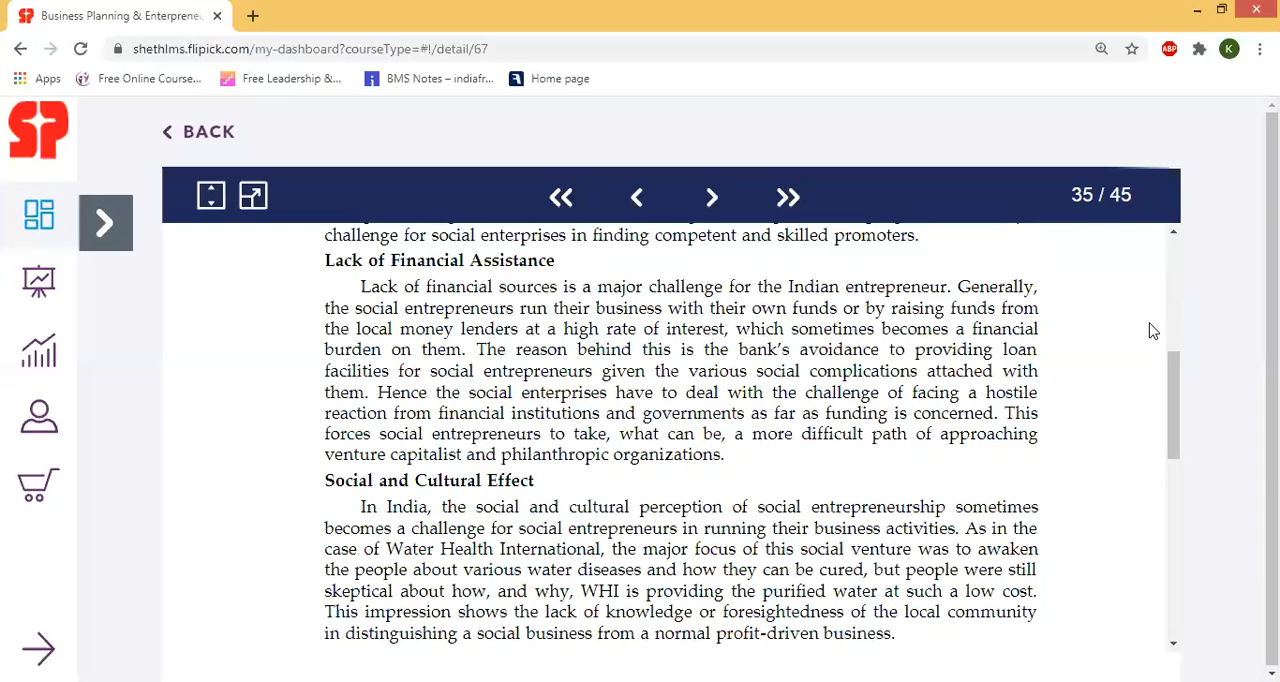 Business Planning & Enterpren
shethlms.flipick.com/my-dashboard?courseType=#!/detail/67
ABP
K
Apps
Free Online Course...
Free Leadership &...
BMS Notes – indiafr...
Home page
SP
BACK
35 / 45
challenge for social enterprises in finding competent and skilled promoters.
Lack of Financial Assistance
Lack of financial sources is a major challenge for the Indian entrepreneur. Generally,
the social entrepreneurs run their business with their own funds or by raising funds from
the local money lenders at a high rate of interest, which sometimes becomes a financial
burden on them. The reason behind this is the bank's avoidance to providing loan
facilities for social entrepreneurs given the various social complications attached with
them. Hence the social enterprises have to deal with the challenge of facing a hostile
reaction from financial institutions and governments as far as funding is concerned. This
forces social entrepreneurs to take, what can be, a more difficult path of approaching
venture capitalist and philanthropic organizations.
Social and Cultural Effect
In India, the social and cultural perception of social entrepreneurship sometimes
becomes a challenge for social entrepreneurs in running their business activities. As in the
case of Water Health International, the major focus of this social venture was to awaken
the people about various water diseases and how they can be cured, but people were still
skeptical about how, and why, WHI is providing the purified water at such a low cost.
This impression shows the lack of knowledge or foresightedness of the local community
in distinguishing a social business from a normal profit-driven business.